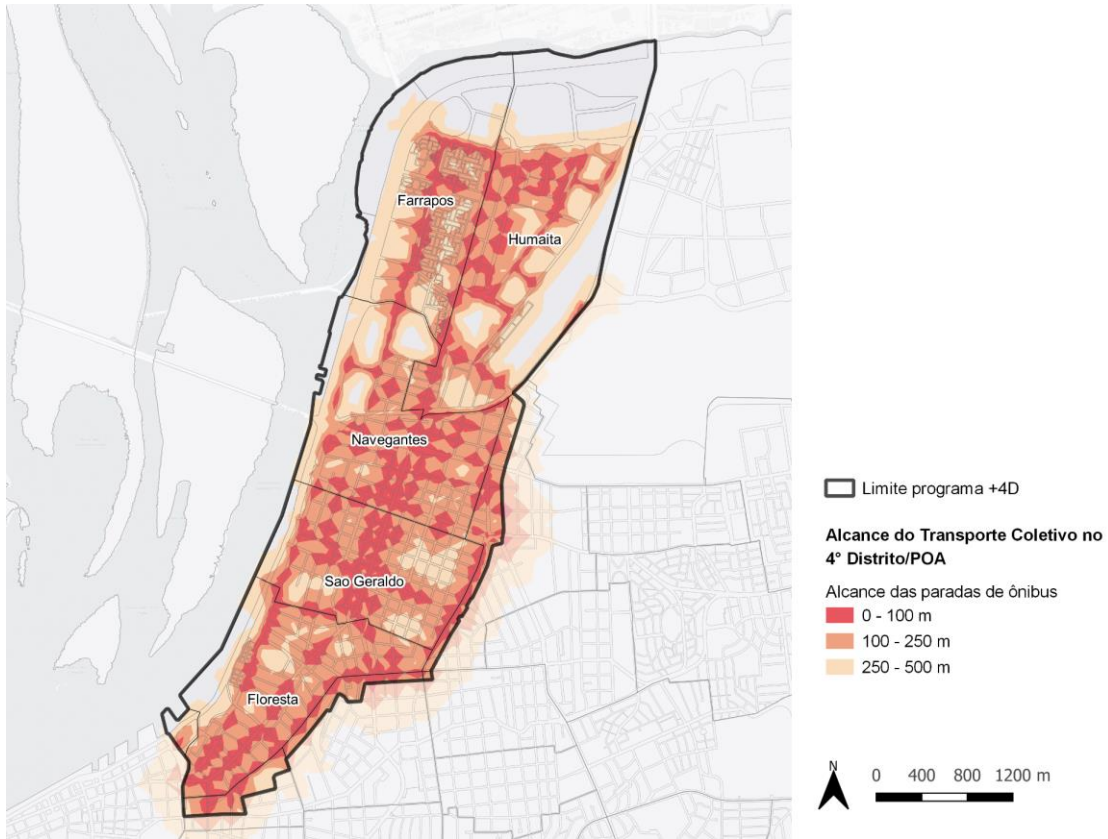 Farrapos
Humaita
Navegantes
Sao Geraldo
Floresta
Limite programa +4D
Alcance do Transporte Coletivo no
4° Distrito/POA
Alcance das paradas de ônibus
0 - 100 m
100 - 250 m
250 - 500 m
N
0 400 800 1200 m